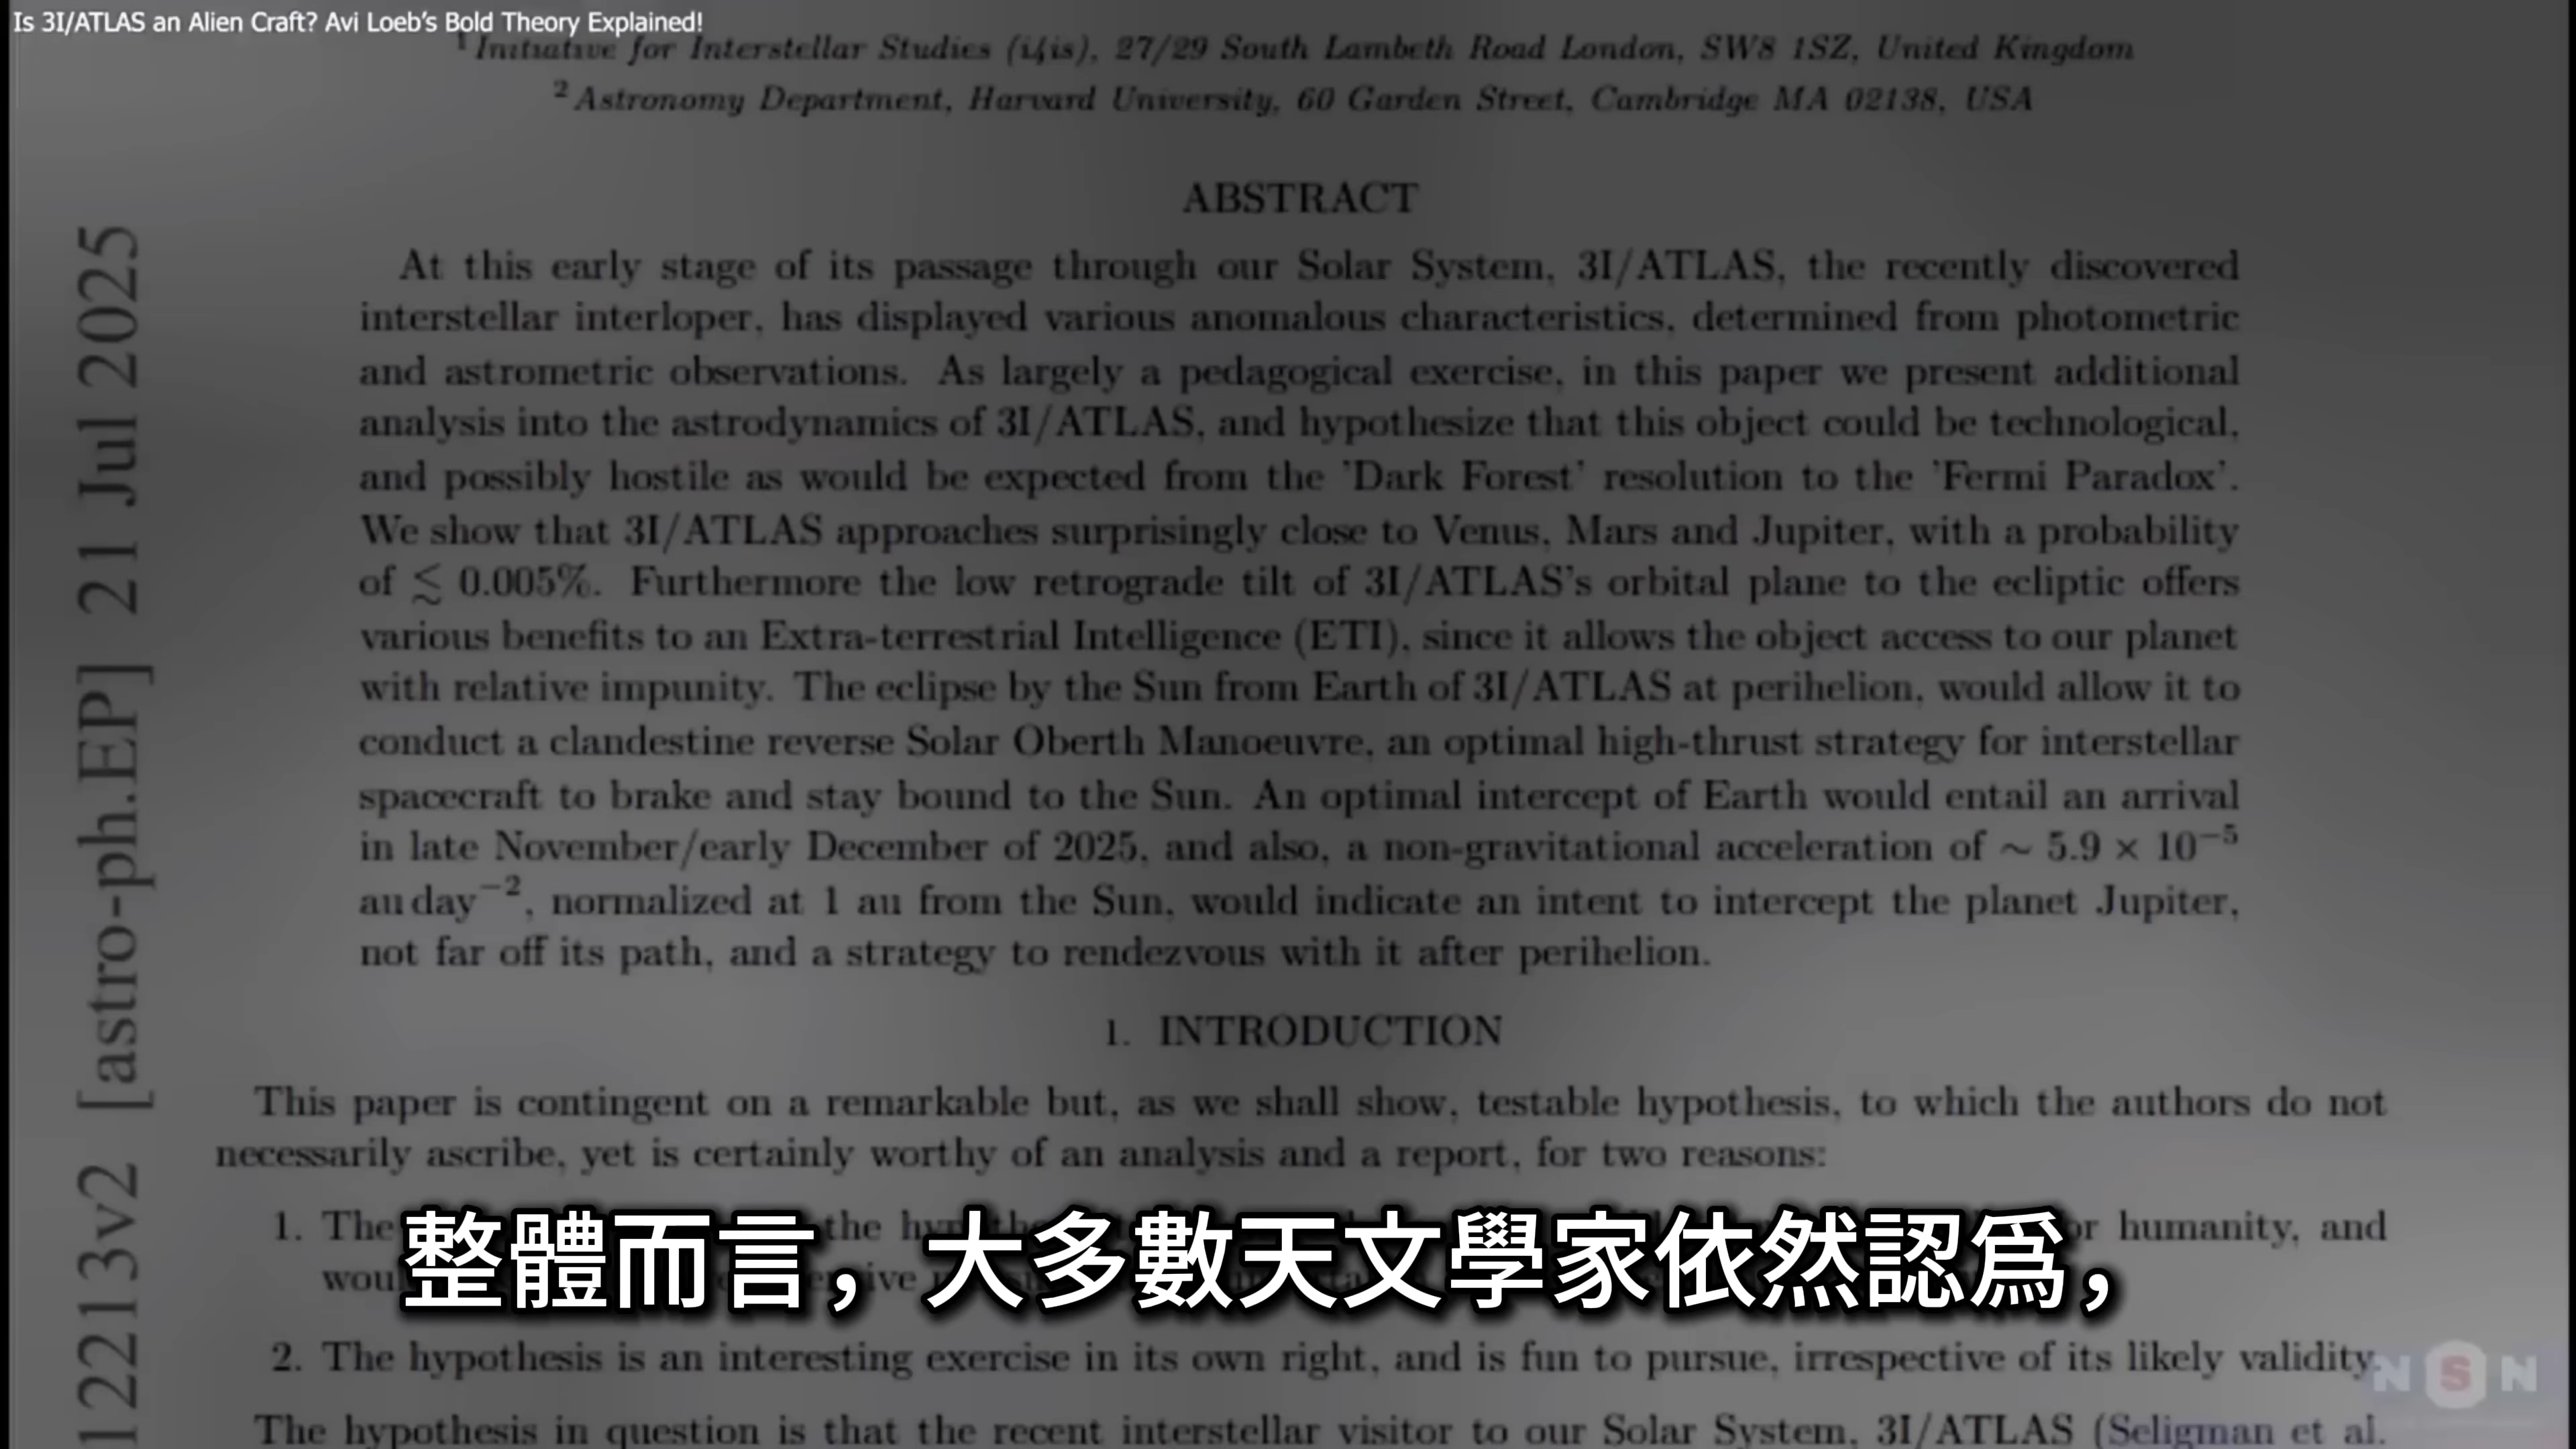 Is 3I/ATLAS an Alien Craft? Avi Loeb's Bold Theory Explained!
1 Initiative for Interstellar Studies (i4is), 27/29 South Lambeth Road London, SW8 1SZ, United Kingdom
2 Astronomy Department, Harvard University, 60 Garden Street, Cambridge MA 02138, USA
12213v2 [astro-ph.EP] 21 Jul 2025
ABSTRACT
At this early stage of its passage through our Solar System, 3I/ATLAS, the recently discovered
interstellar interloper, has displayed various anomalous characteristics, determined from photometric
and astrometric observations. As largely a pedagogical exercise, in this paper we present additional
analysis into the astrodynamics of 3I/ATLAS, and hypothesize that this object could be technological,
and possibly hostile as would be expected from the 'Dark Forest' resolution to the 'Fermi Paradox'.
We show that 3I/ATLAS approaches surprisingly close to Venus, Mars and Jupiter, with a probability
of ≲ 0.005%. Furthermore the low retrograde tilt of 3I/ATLAS's orbital plane to the ecliptic offers
various benefits to an Extra-terrestrial Intelligence (ETI), since it allows the object access to our planet
with relative impunity. The eclipse by the Sun from Earth of 3I/ATLAS at perihelion, would allow it to
conduct a clandestine reverse Solar Oberth Manoeuvre, an optimal high-thrust strategy for interstellar
spacecraft to brake and stay bound to the Sun. An optimal intercept of Earth would entail an arrival
in late November/early December of 2025, and also, a non-gravitational acceleration of ~ 5.9 × 10⁻⁵
au day⁻², normalized at 1 au from the Sun, would indicate an intent to intercept the planet Jupiter,
not far off its path, and a strategy to rendezvous with it after perihelion.
1. INTRODUCTION
This paper is contingent on a remarkable but, as we shall show, testable hypothesis, to which the authors do not
necessarily ascribe, yet is certainly worthy of an analysis and a report, for two reasons:
1. The the humanity, and
整體而言，大多數天文學家依然認爲，
2. The hypothesis is an interesting exercise in its own right, and is fun to pursue, irrespective of its likely validity.
NSN
The hypothesis in question is that the recent interstellar visitor to our Solar System, 3I/ATLAS (Seligman et al.